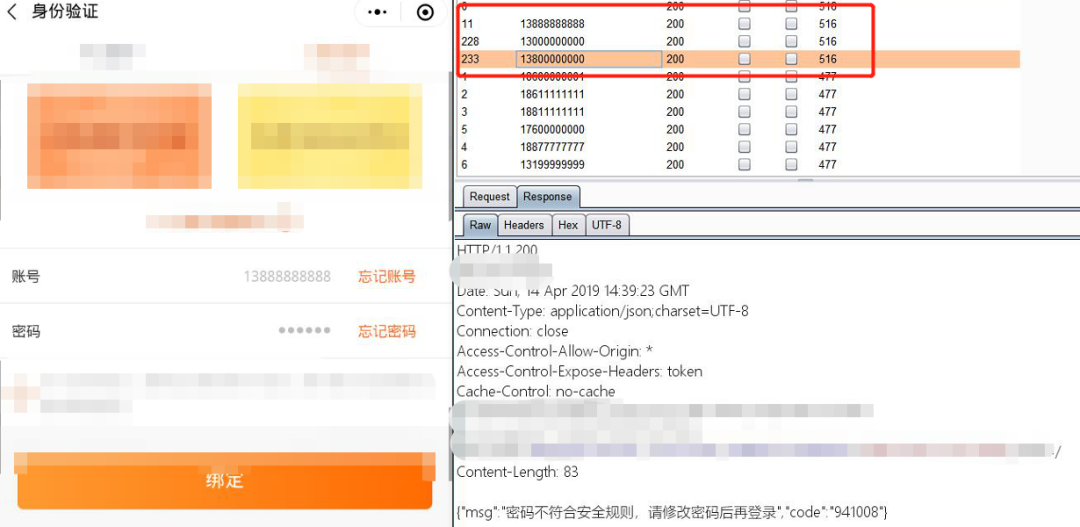 身份验证
账号 13888888888 忘记账号
密码 •••••• 忘记密码
绑定
0 200 516
11 13888888888 200 516
228 13000000000 200 516
233 13800000000 200 516
1 18600000001 200 477
2 18611111111 200 477
3 18811111111 200 477
5 17600000000 200 477
4 18877777777 200 477
6 13199999999 200 477
Request Response
Raw Headers Hex UTF-8
HTTP/1.1 200
Date: Sun, 14 Apr 2019 14:39:23 GMT
Content-Type: application/json;charset=UTF-8
Connection: close
Access-Control-Allow-Origin: *
Access-Control-Expose-Headers: token
Cache-Control: no-cache
/
Content-Length: 83
{"msg":"密码不符合安全规则，请修改密码后再登录","code":"941008"}